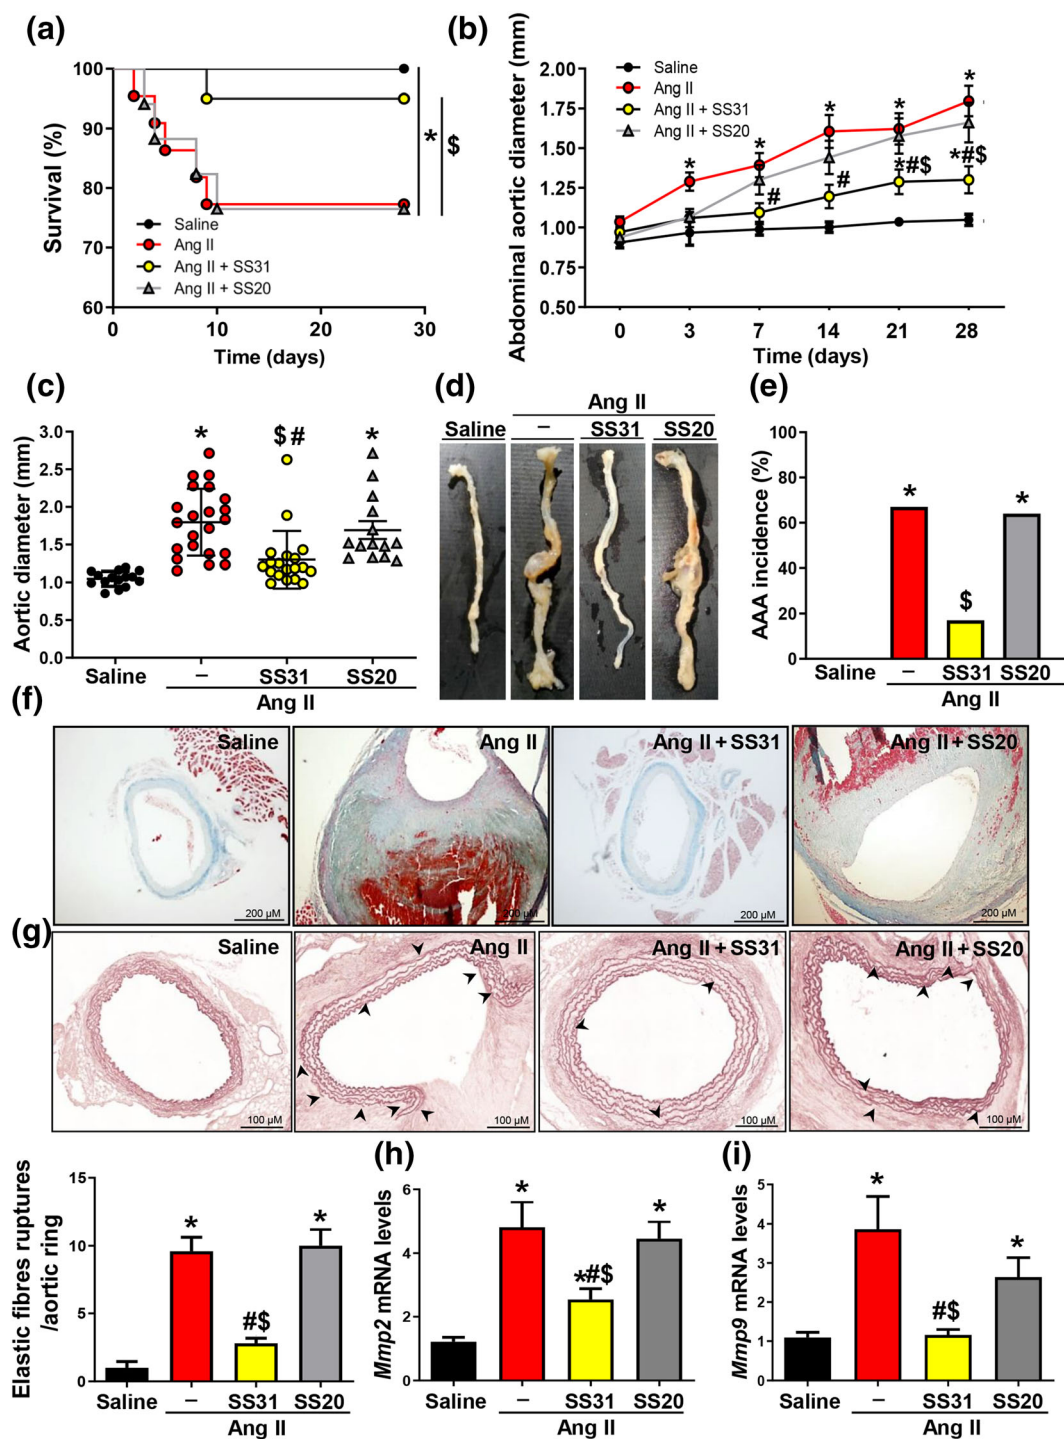 (a)
Survival (%)
100
90
80
70
60
* $
Saline
Ang II
Ang II + SS31
Ang II + SS20
0 10 20 30
Time (days)
(b)
Abdominal aortic diameter (mm)
2.00
1.75
1.50
1.25
1.00
0.75
0.50
Saline
Ang II
Ang II + SS31
Ang II + SS20
* * * * *
# # *#$ *#$
0 3 7 14 21 28
Time (days)
(c)
Aortic diameter (mm)
3.0
2.5
2.0
1.5
1.0
0.5
0.0
* $ # *
Saline – SS31 SS20
Ang II
(d)
Ang II
Saline – SS31 SS20
(e)
AAA incidence (%)
100
80
60
40
20
0
* $ *
Saline – SS31 SS20
Ang II
(f)
Saline
Ang II
Ang II + SS31
Ang II + SS20
200 µM
200 µM
200 µM
200 µM
(g)
Saline
Ang II
Ang II + SS31
Ang II + SS20
100 µM
100 µM
100 µM
100 µM
Elastic fibres ruptures
/aortic ring
15
10
5
0
* #$ *
Saline – SS31 SS20
Ang II
(h)
Mmp2 mRNA levels
6
4
2
0
* *#$ *
Saline – SS31 SS20
Ang II
(i)
Mmp9 mRNA levels
5
4
3
2
1
0
* #$ *
Saline – SS31 SS20
Ang II